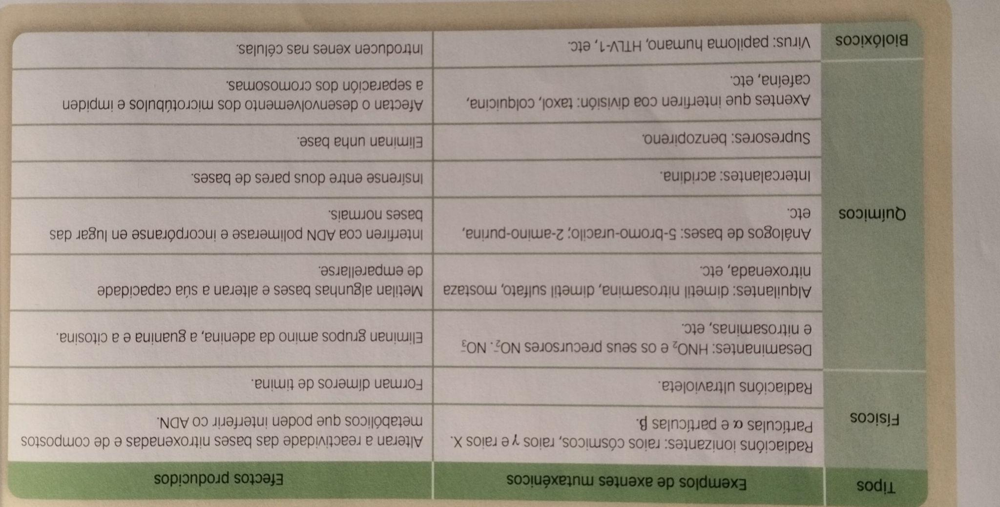 Tipos
Exemplos de axentes mutaxénicos
Efectos producidos
Físicos
Radiacións ionizantes: raios cósmicos, raios γ e raios X.
Partículas α e partículas β.
Alteran a reactividade das bases nitroxenadas e de compostos
metabólicos que poden interferir co ADN.
Radiacións ultravioleta.
Forman dímeros de timina.
Químicos
Desaminantes: HNO₂ e os seus precursores NO₂⁻. NO₃⁻
e nitrosaminas, etc.
Eliminan grupos amino da adenina, a guanina e a citosina.
Alquilantes: dimetil nitrosamina, dimetil sulfato, mostaza
nitroxenada, etc.
Metilan algunhas bases e alteran a súa capacidade
de emparellarse.
Análogos de bases: 5-bromo-uracilo; 2-amino-purina,
etc.
Interfiren coa ADN polimerase e incorpóranse en lugar das
bases normais.
Intercalantes: acridina.
Insírense entre dous pares de bases.
Supresores: benzopireno.
Eliminan unha base.
Axentes que interfiren coa división: taxol, colquicina,
cafeína, etc.
Afectan o desenvolvemento dos microtúbulos e impiden
a separación dos cromosomas.
Biolóxicos
Virus: papiloma humano, HTLV-1, etc.
Introducen xenex nas células.